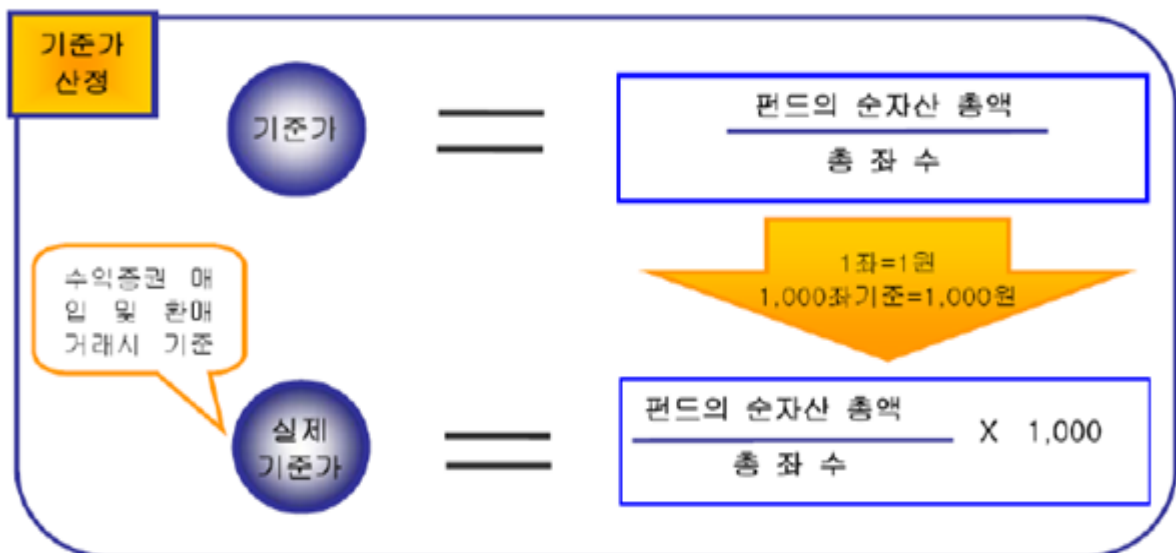 기준가
산정
기준가
펀드의 순자산 총액
총 좌 수
1좌=1원
1,000좌기준=1,000원
수익증권 매
입 및 환매
거래시 기준
실제
기준가
펀드의 순자산 총액
총 좌 수
X 1,000